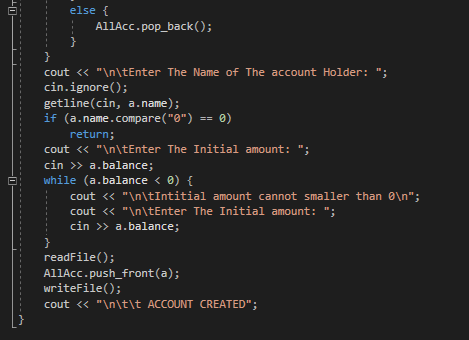 else {
AllAcc.pop_back();
}
}
cout << "\n\tEnter The Name of The account Holder: ";
cin.ignore();
getline(cin, a.name);
if (a.name.compare("0") == 0)
return;
cout << "\n\tEnter The Initial amount: ";
cin >> a.balance;
while (a.balance < 0) {
cout << "\n\tIntitial amount cannot smaller than 0\n";
cout << "\n\tEnter The Initial amount: ";
cin >> a.balance;
}
readFile();
AllAcc.push_front(a);
writeFile();
cout << "\n\t\t ACCOUNT CREATED";
}